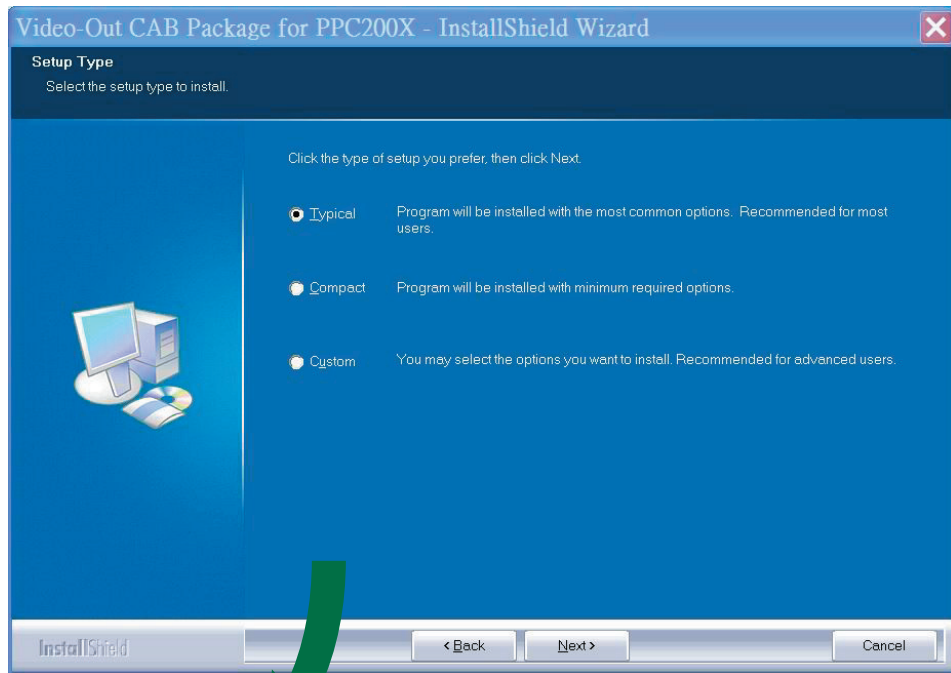 Video-Out CAB Package for PPC200X - InstallShield Wizard
Setup Type
Select the setup type to install.
Click the type of setup you prefer, then click Next.
Typical Program will be installed with the most common options. Recommended for most
users.
Compact Program will be installed with minimum required options.
Custom You may select the options you want to install. Recommended for advanced users.
InstallShield
< Back
Next >
Cancel